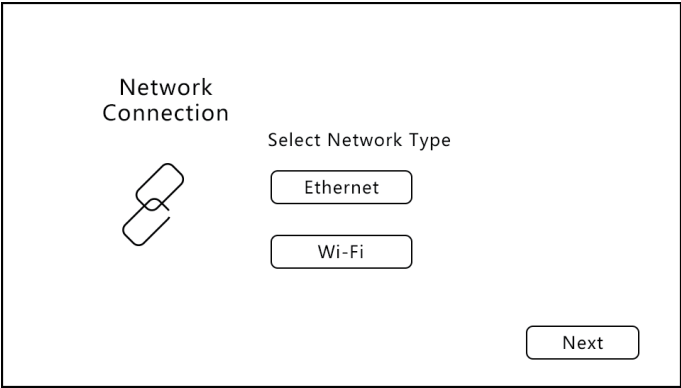 Network
Connection
Select Network Type
Ethernet
Wi-Fi
Next